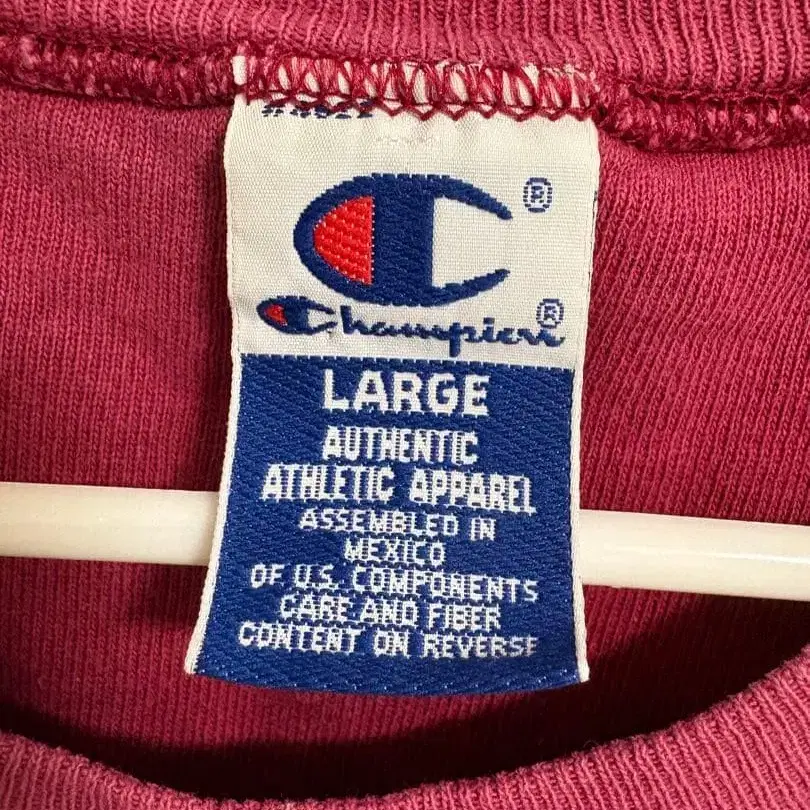 Champion®
LARGE
AUTHENTIC
ATHLETIC APPAREL
ASSEMBLED IN
MEXICO
OF U.S. COMPONENTS
CARE AND FIBER
CONTENT ON REVERSE